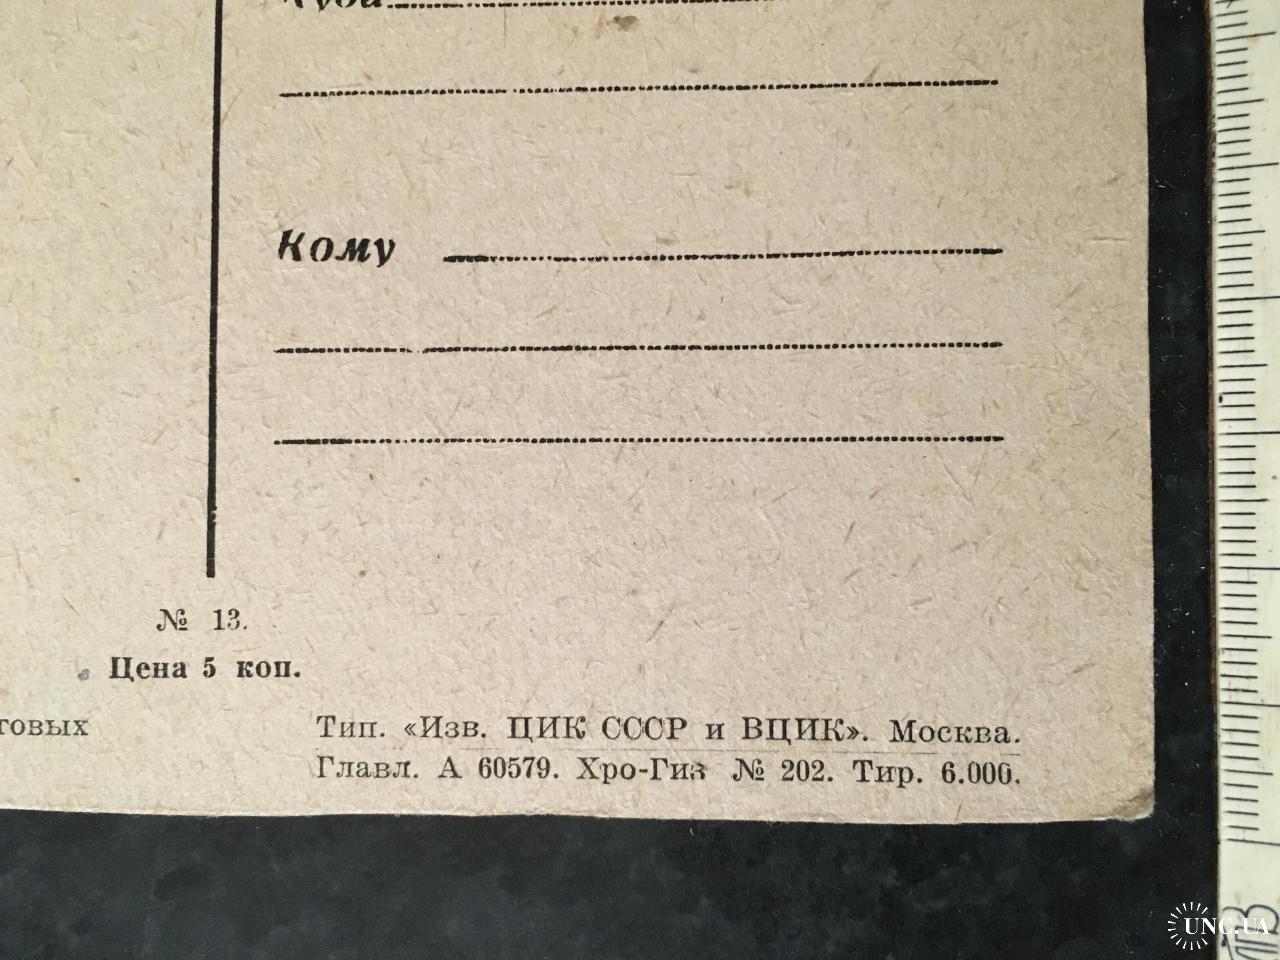 Куда
Кому
№ 13.
Цена 5 коп.
товых
Тип. «Изв. ЦИК СССР и ВЦИК». Москва.
Главл. А 60579. Хро-Гиз № 202. Тир. 6.000.
UNC.UA